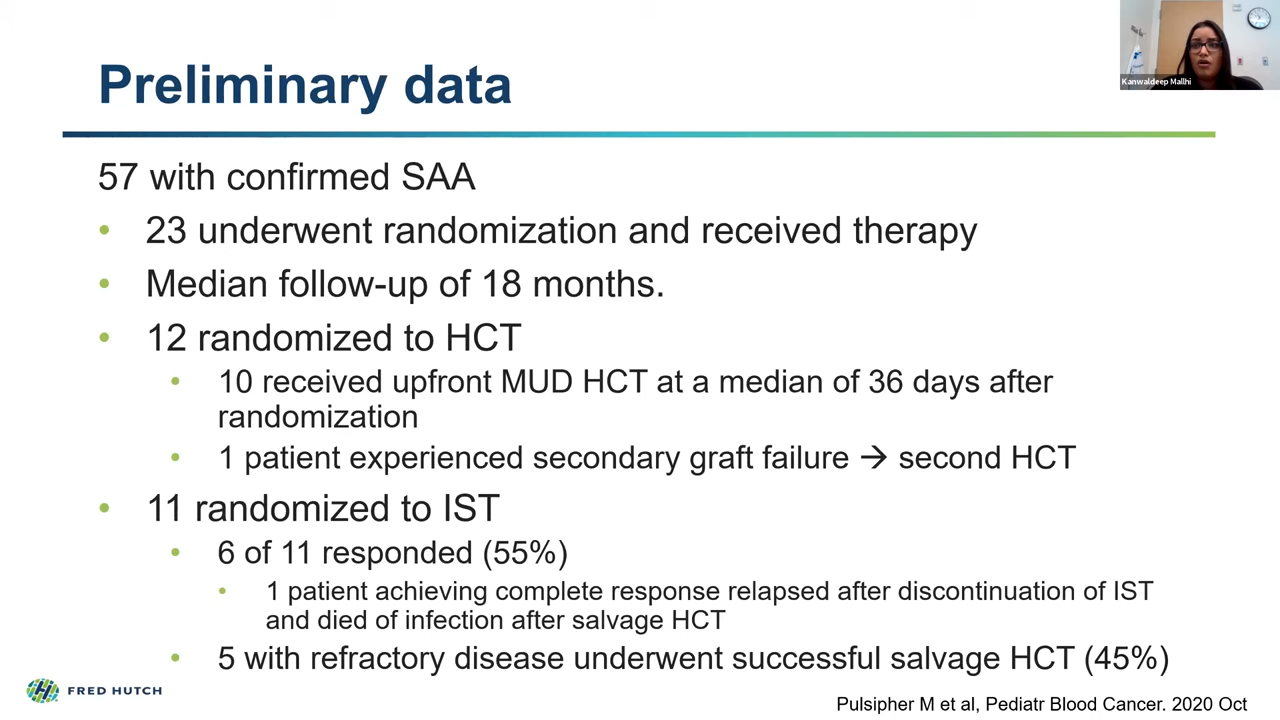 Kanwaldeep Mallhi
Preliminary data
57 with confirmed SAA
• 23 underwent randomization and received therapy
• Median follow-up of 18 months.
• 12 randomized to HCT
• 10 received upfront MUD HCT at a median of 36 days after
randomization
• 1 patient experienced secondary graft failure → second HCT
• 11 randomized to IST
• 6 of 11 responded (55%)
• 1 patient achieving complete response relapsed after discontinuation of IST
and died of infection after salvage HCT
• 5 with refractory disease underwent successful salvage HCT (45%)
FRED HUTCH
Pulsipher M et al, Pediatr Blood Cancer. 2020 Oct